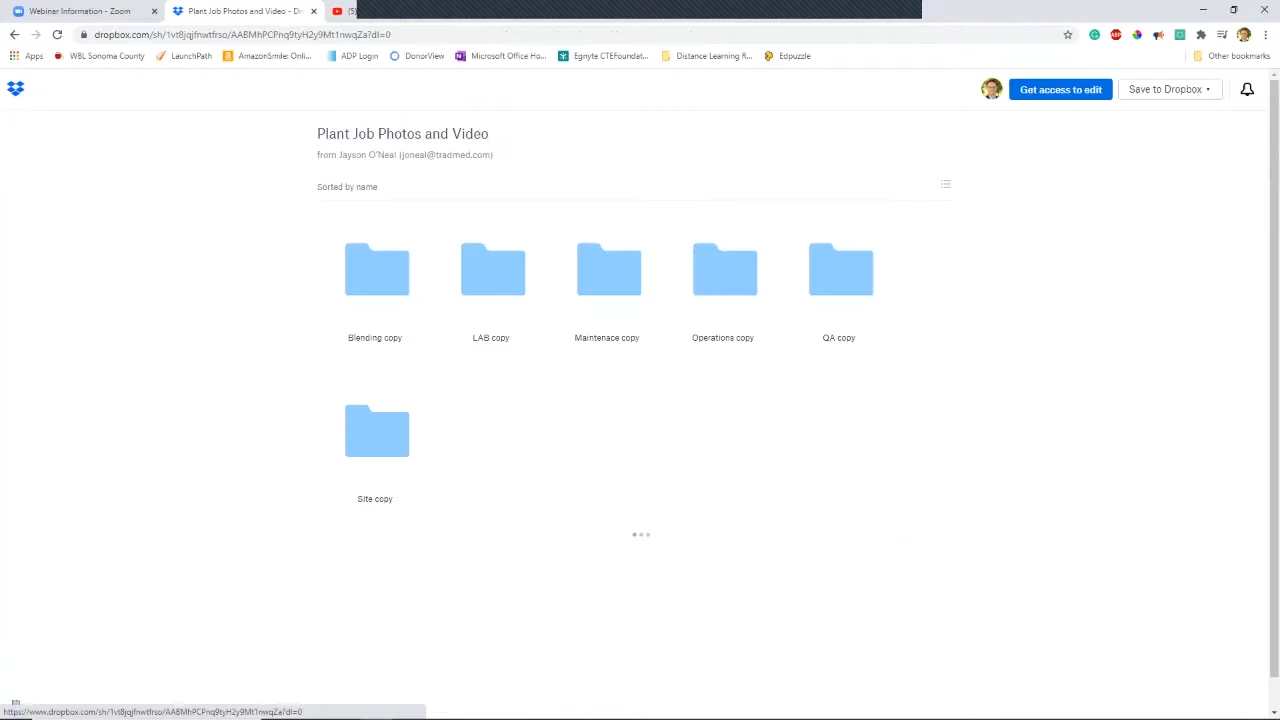 Webinar Information - Zoom
Plant Job Photos and Video - Dr
dropbox.com/sh/1vt8jqjfnwtfrso/AABMhPCPnq9tyH2y9Mt1nwqZa?dl=0
Apps WBL Sonoma County LaunchPath AmazonSmile: Onli... ADP Login DonorView Microsoft Office Ho... Egnyte CTEFoundat... Distance Learning R... Edpuzzle Other bookmarks
Get access to edit
Save to Dropbox
Plant Job Photos and Video
from Jayson O'Neal (joneal@tradmed.com)
Sorted by name
Blending copy
LAB copy
Maintenace copy
Operations copy
QA copy
Site copy
https://www.dropbox.com/sh/1vt8jqjfnwtfrso/AABMhPCPnq9tyH2y9Mt1nwqZa?dl=0